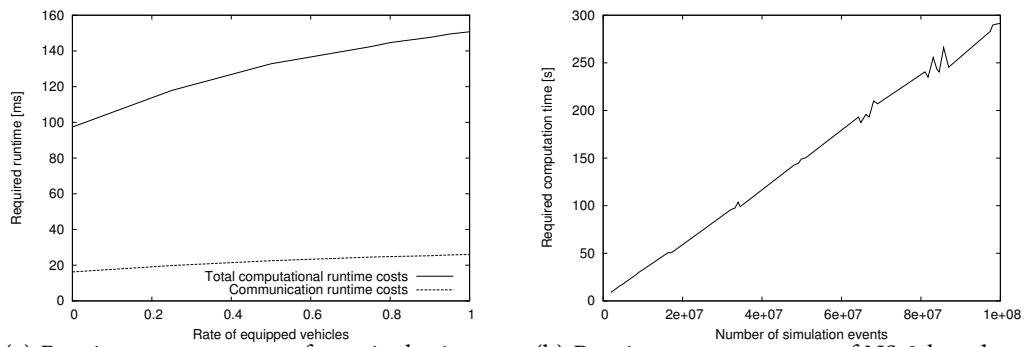 160
140
120
100
80
60
40
20
0
Required runtime [ms]
Total computational runtime costs
Communication runtime costs
0 0.2 0.4 0.6 0.8 1
Rate of equipped vehicles
300
250
200
150
100
50
0
Required computation time [s]
0 2e+07 4e+07 6e+07 8e+07 1e+08
Number of simulation events